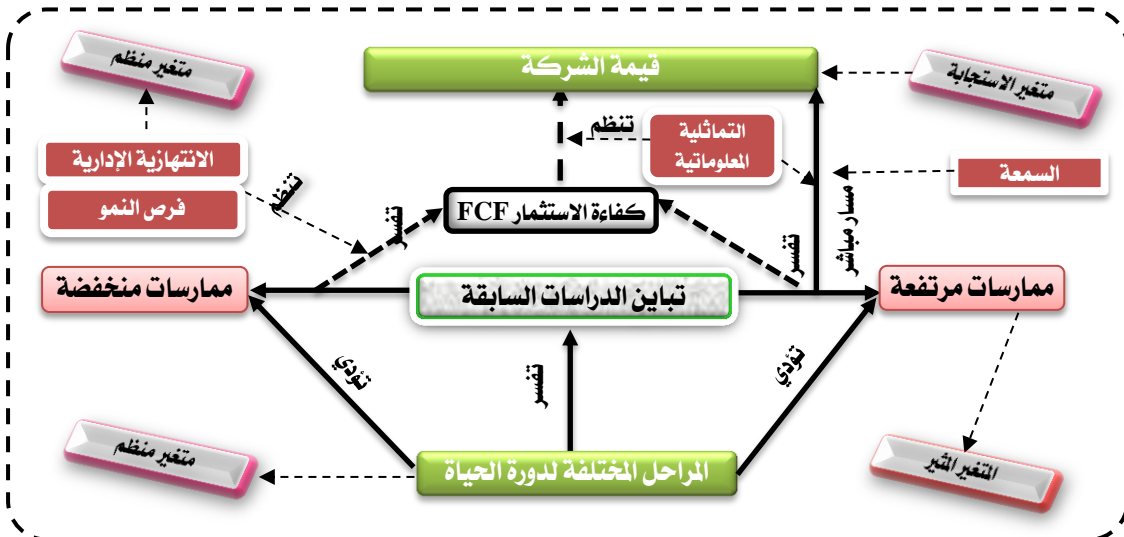 قيمة الشركة
متغير منظم
متغير الاستجابة
تنظم
التماثلية
المعلوماتية
الانتهازية الإدارية
فرص النمو
السمعة
تنظم
كفاءة الاستثمار FCF
تفسر
تفسر
مسار مباشر
ممارسات مرتفعة
تباين الدراسات السابقة
ممارسات منخفضة
تؤدي
تفسر
تؤدي
المتغير المثير
المراحل المختلفة لدورة الحياة
متغير منظم